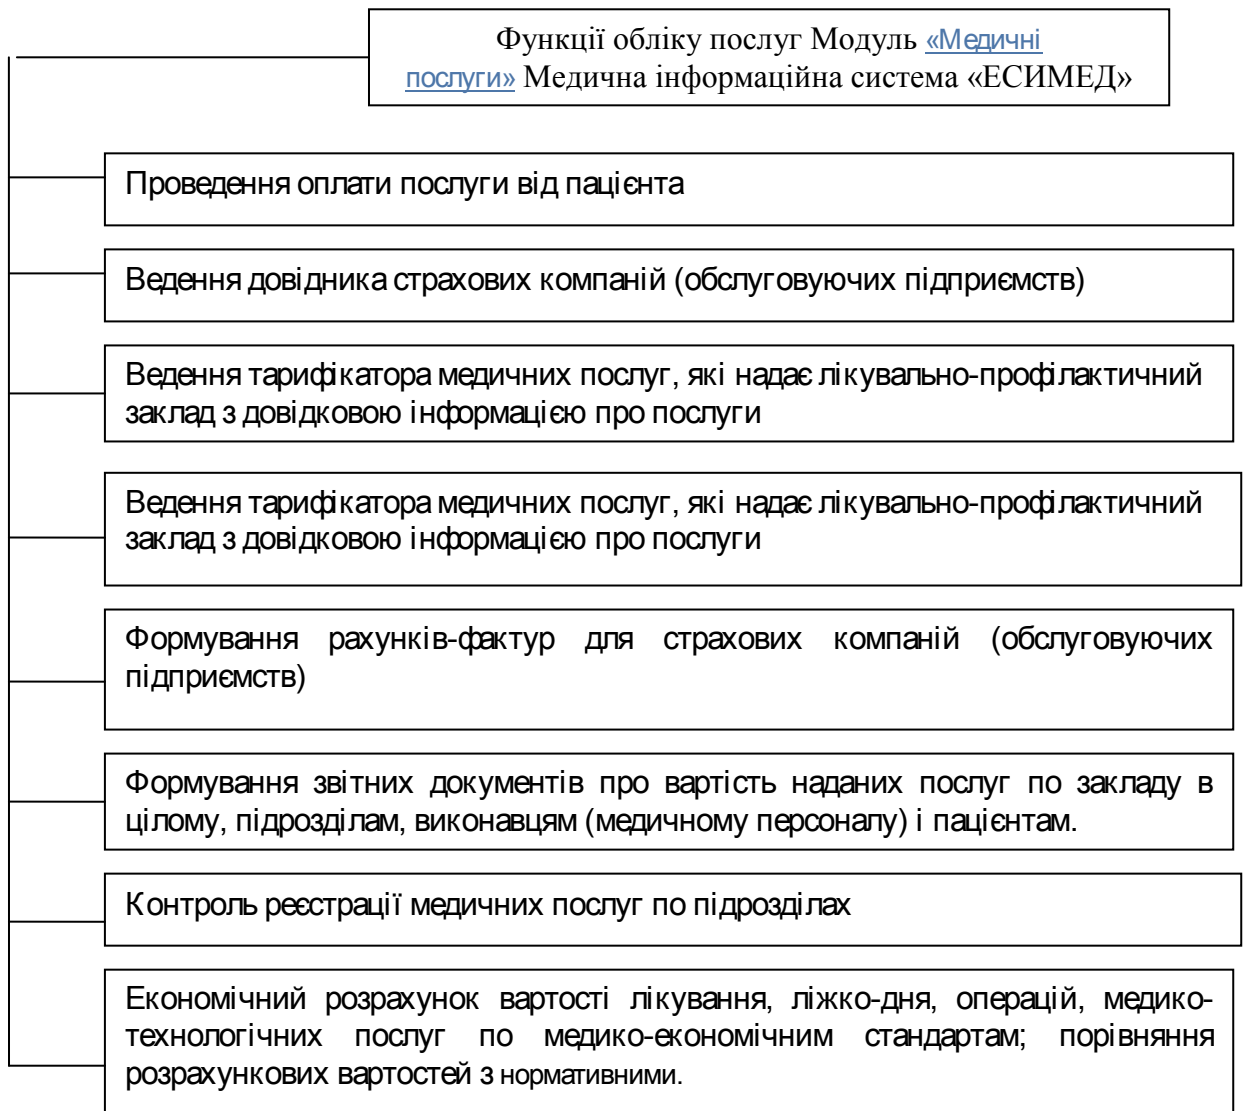 Функції обліку послуг Модуль «Медичні
послуги» Медична інформаційна система «ЕСИМЕД»
Проведення оплати послуги від пацієнта
Ведення довідника страхових компаній (обслуговуючих підприємств)
Ведення тарифікатора медичних послуг, які надає лікувально-профілактичний
заклад з довідковою інформацією про послуги
Ведення тарифікатора медичних послуг, які надає лікувально-профілактичний
заклад з довідковою інформацією про послуги
Формування рахунків-фактур для страхових компаній (обслуговуючих
підприємств)
Формування звітних документів про вартість наданих послуг по закладу в
цілому, підрозділам, виконавцям (медичному персоналу) і пацієнтам.
Контроль реєстрації медичних послуг по підрозділах
Економічний розрахунок вартості лікування, ліжко-дня, операцій, медико-
технологічних послуг по медико-економічним стандартам; порівняння
розрахункових вартостей з нормативними.